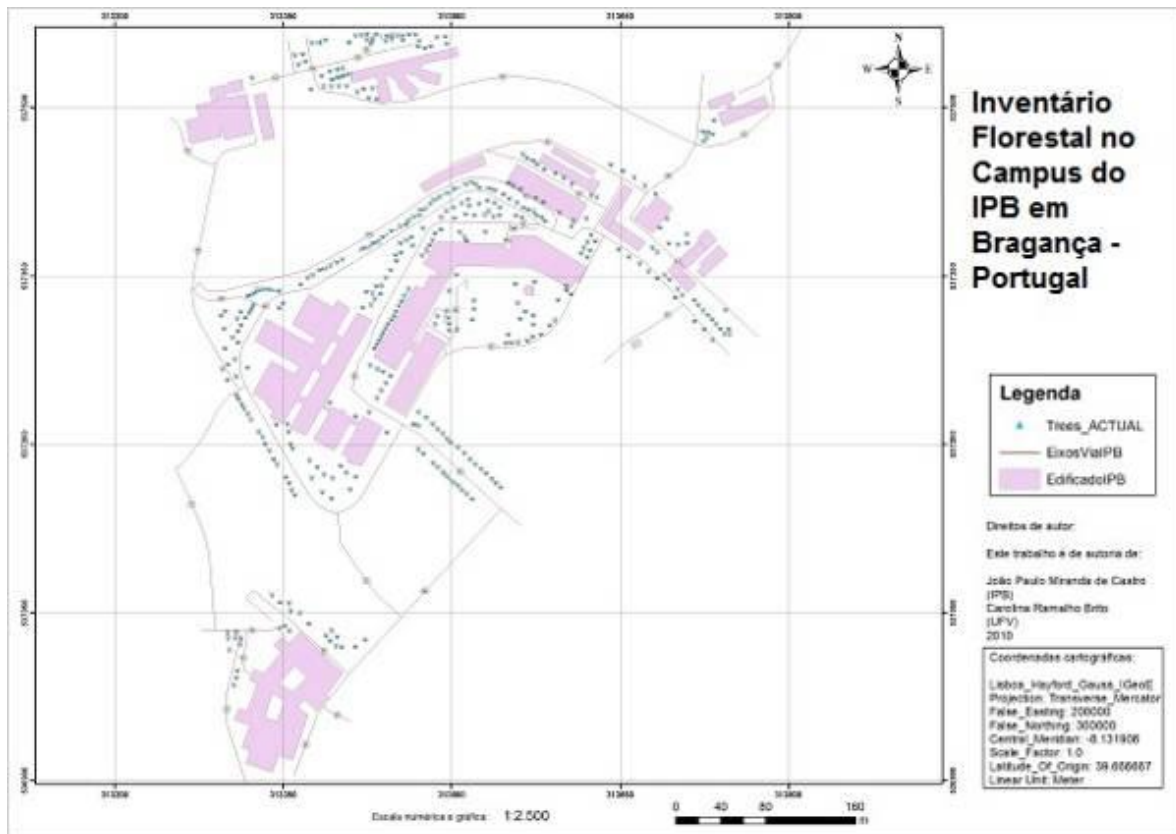 N
W E
S
Inventário
Florestal no
Campus do
IPB em
Bragança -
Portugal
Legenda
Trees_ACTUAL
EixosViaIPB
EdificadoIPB
Direitos de autor:
Este trabalho é de autoria de:
João Paulo Miranda de Castro
(IPB)
Carolina Ramalho Brito
(UFV)
2010
Coordenadas cartográficas:
Lisboa_Hayford_Gauss_IGeoE
Projection: Transverse_Mercator
False_Easting: 200000
False_Northing: 300000
Central_Meridian: -8.131906
Scale_Factor: 1.0
Latitude_Of_Origin: 39.666667
Linear Unit: Meter
Escala numérica e gráfica: 1:2.500
0 40 80 160
m